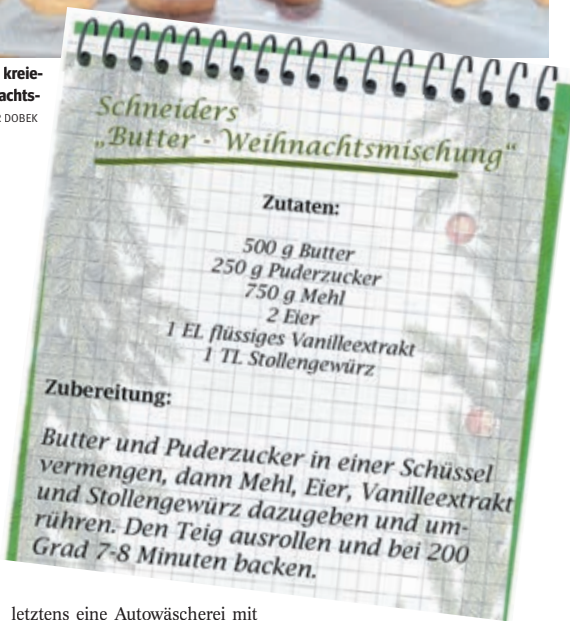 kreie-
achts-
DOBEK
Schneiders
„Butter - Weihnachtsmischung“
Zutaten:
500 g Butter
250 g Puderzucker
750 g Mehl
2 Eier
1 EL flüssiges Vanilleextrakt
1 TL Stollengewürz
Zubereitung:
Butter und Puderzucker in einer Schüssel
vermengen, dann Mehl, Eier, Vanilleextrakt
und Stollengewürz dazugeben und um-
rühren. Den Teig ausrollen und bei 200
Grad 7-8 Minuten backen.
letztens eine Autowäscherei mit